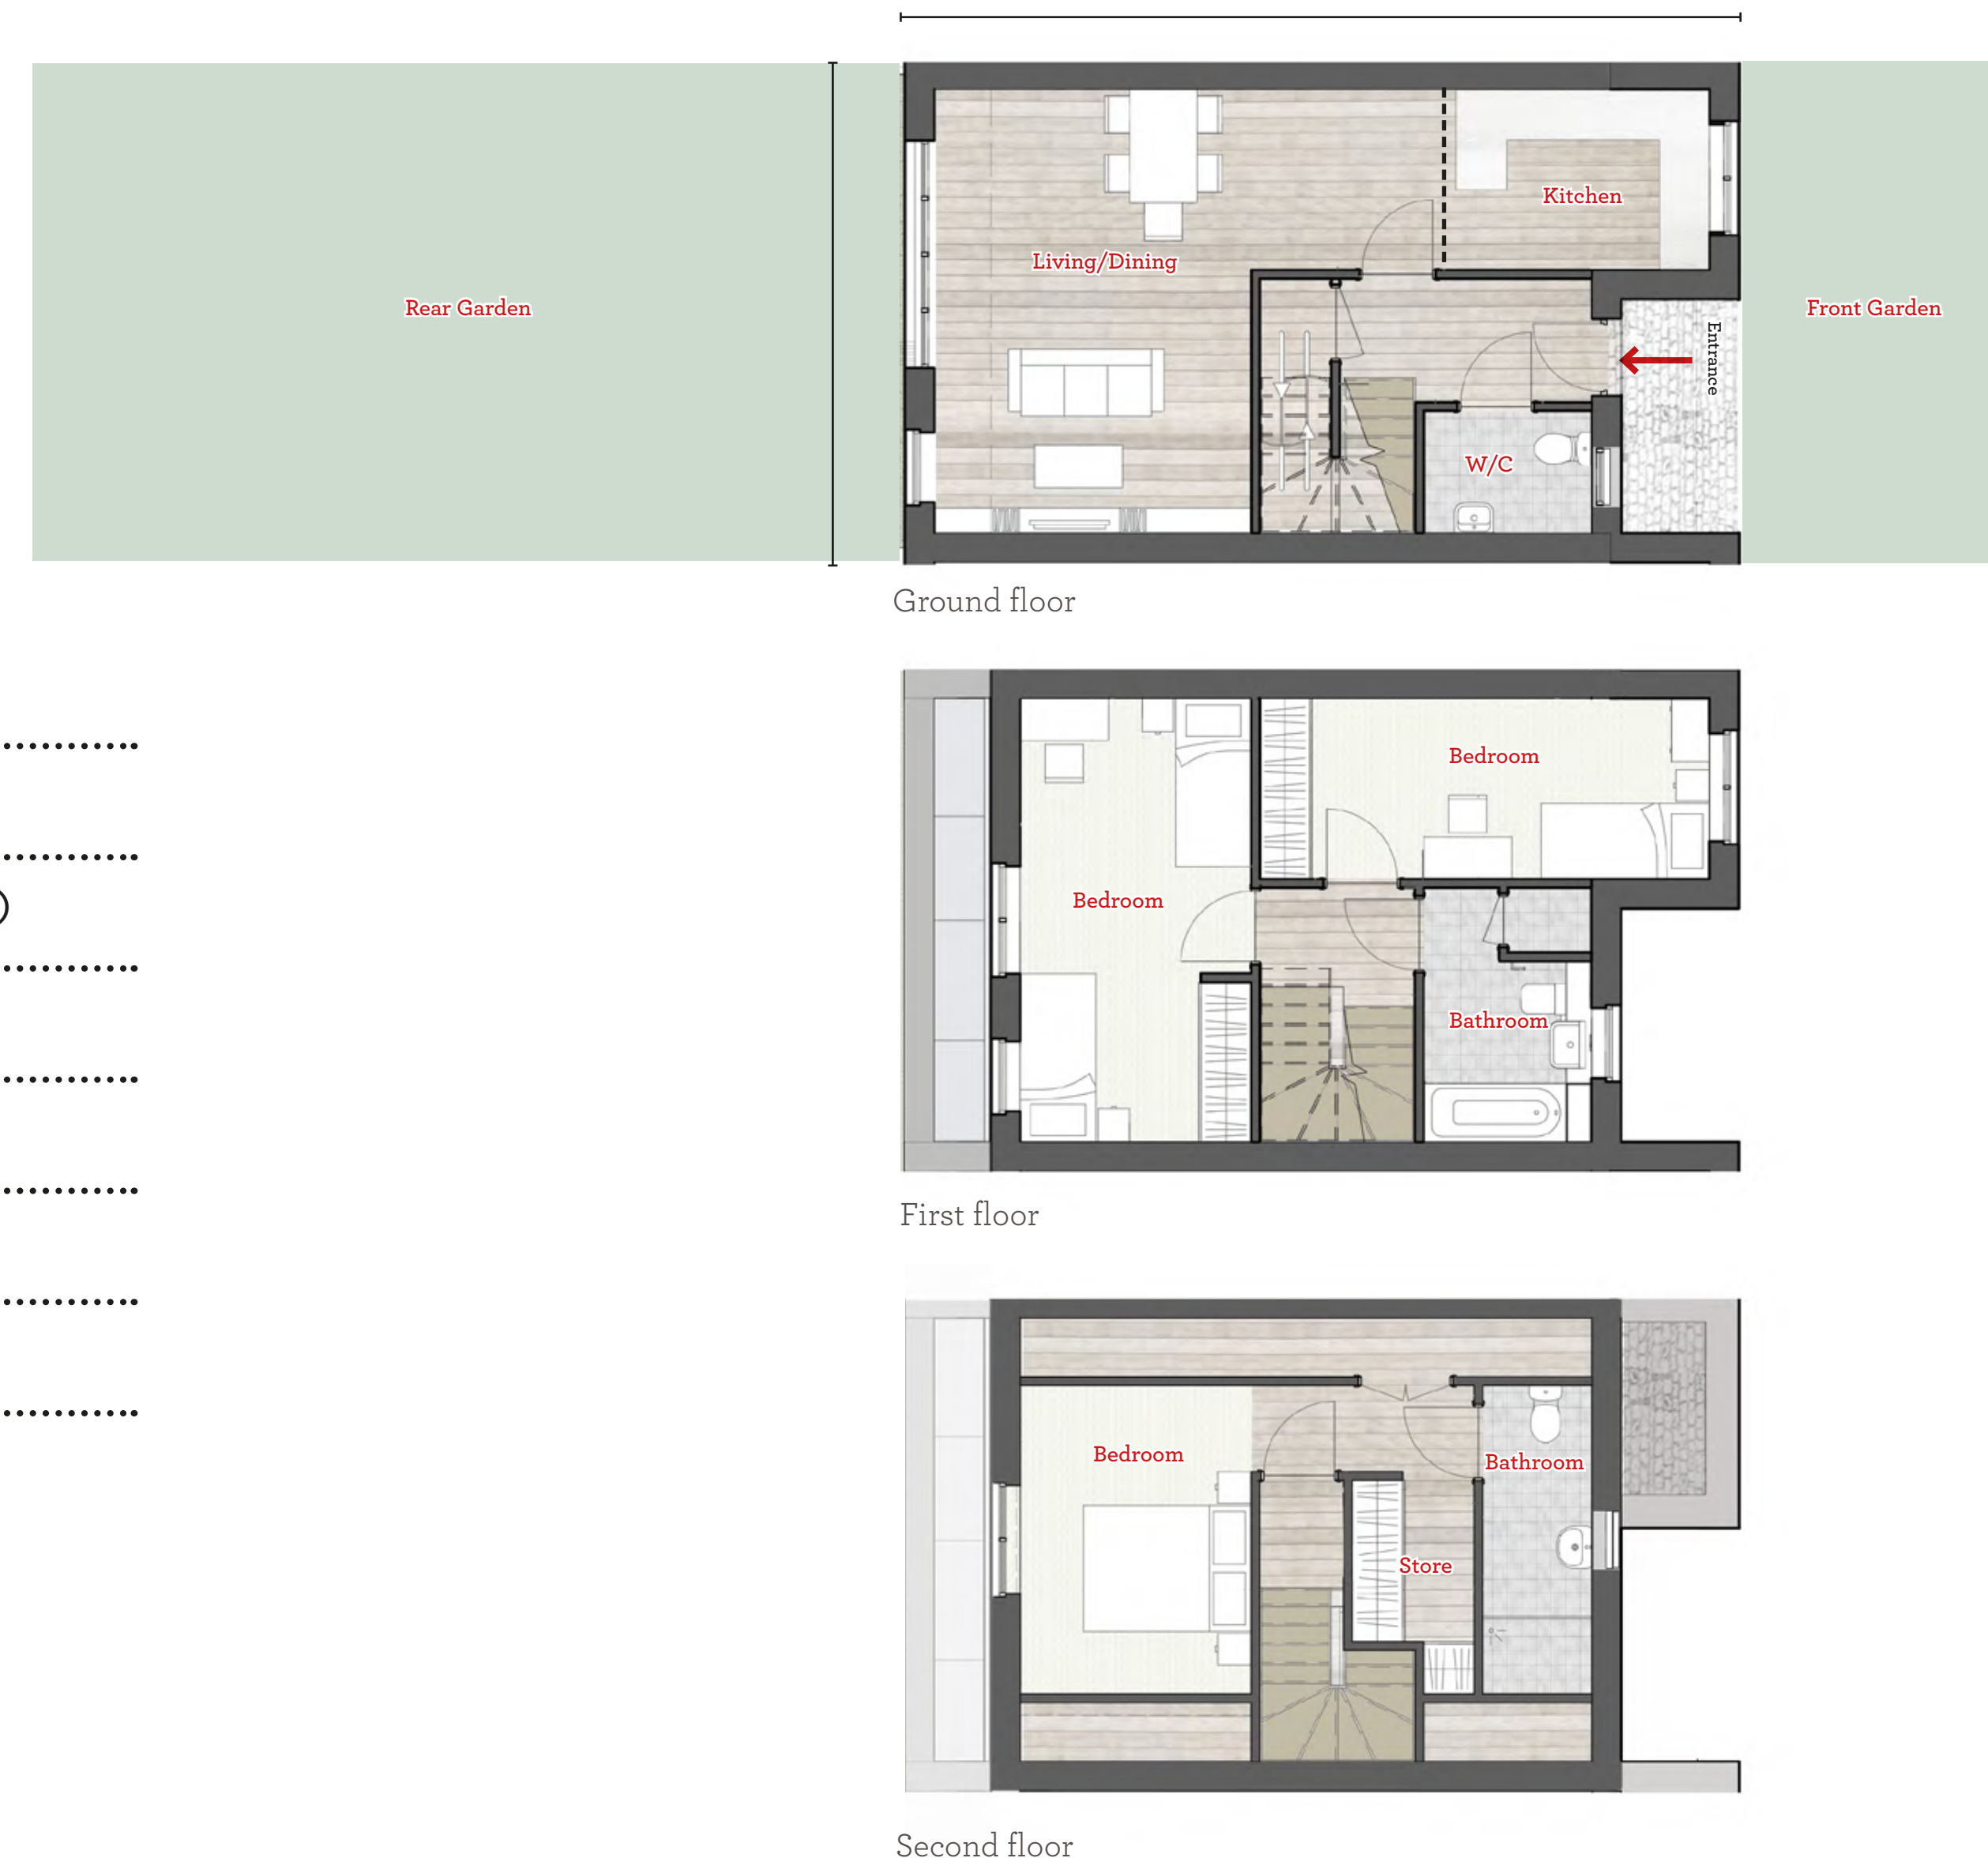 Kitchen
Living/Dining
Rear Garden
Front Garden
Entrance
W/C
Ground floor
Bedroom
Bedroom
Bathroom
First floor
Bedroom
Bathroom
Store
Second floor